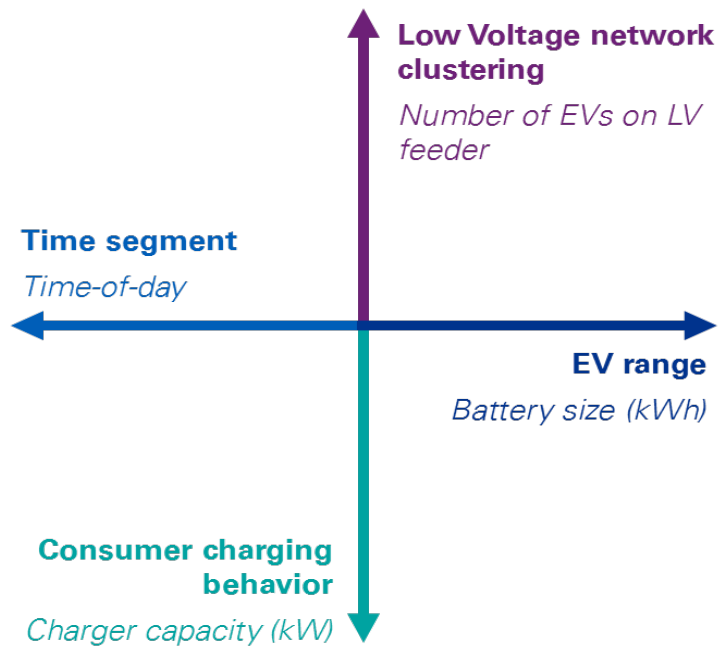 Low Voltage network
clustering
Number of EVs on LV
feeder
Time segment
Time-of-day
EV range
Battery size (kWh)
Consumer charging
behavior
Charger capacity (kW)